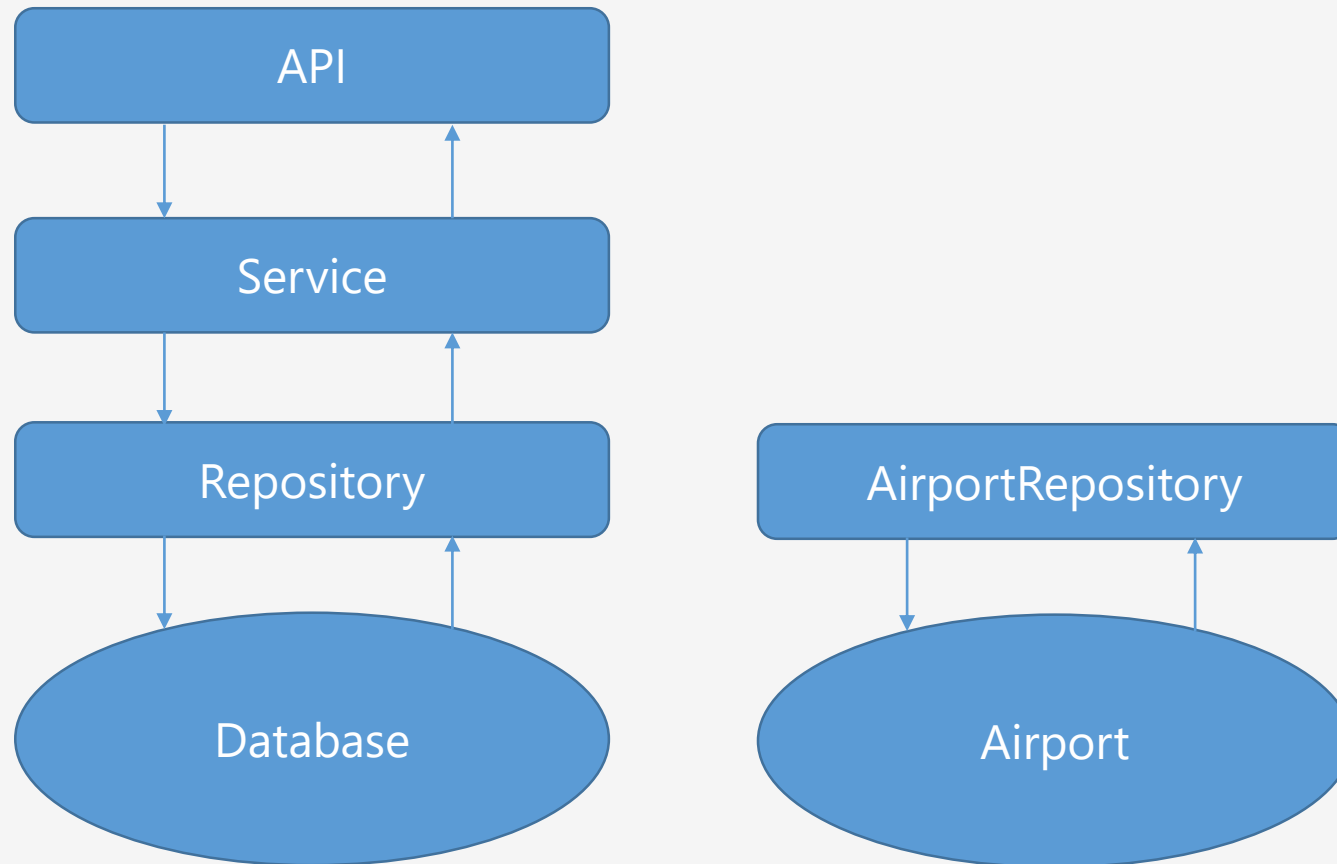 API
Service
Repository
AirportRepository
Database
Airport